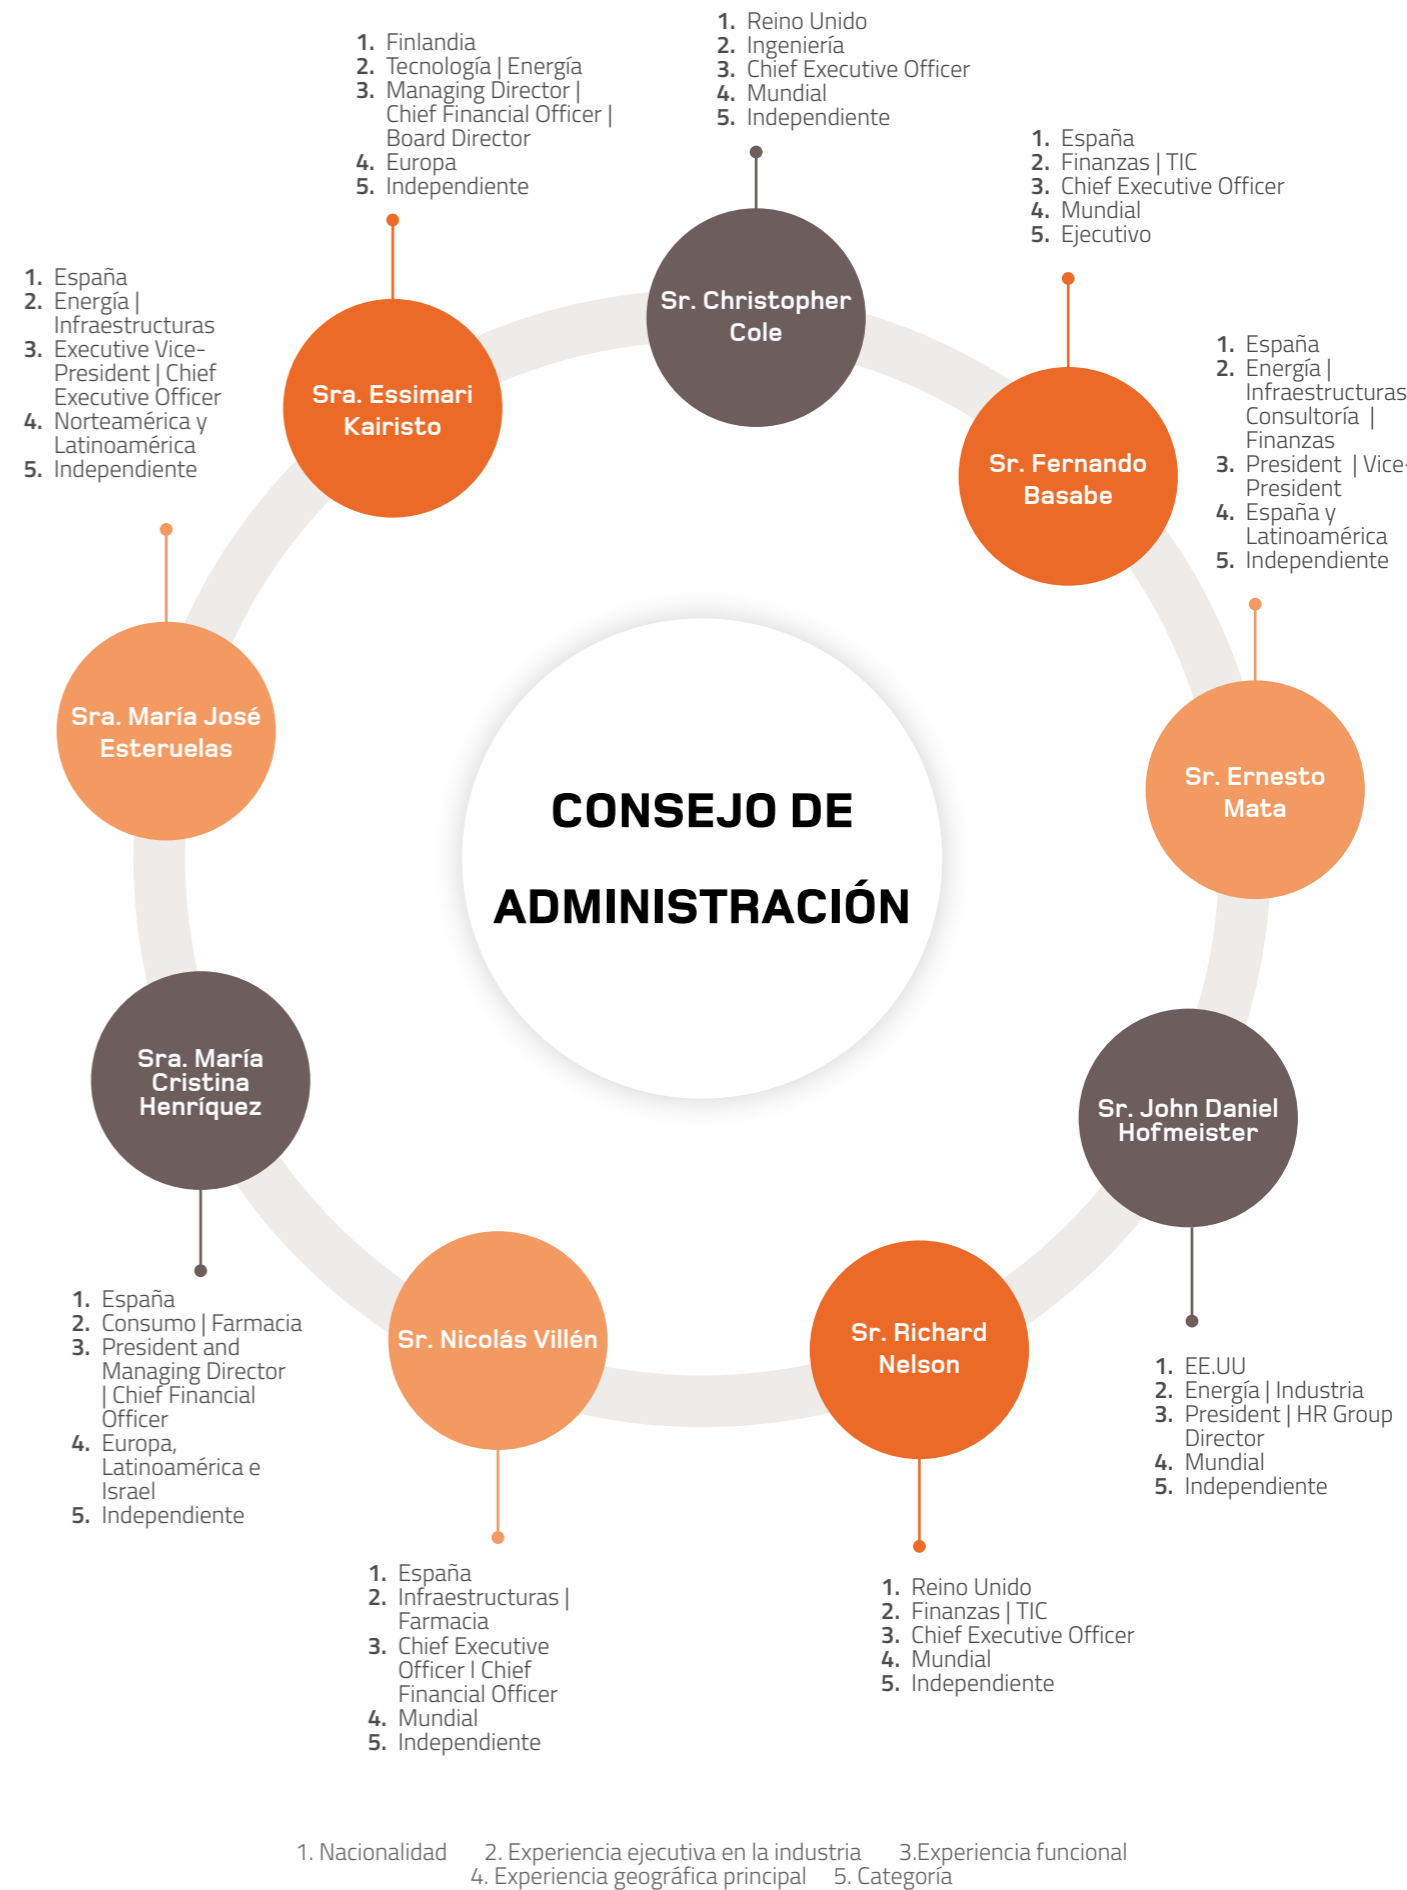 1. Reino Unido
2. Ingeniería
3. Chief Executive Officer
4. Mundial
5. Independiente
Sr. Christopher
Cole
1. España
2. Finanzas | TIC
3. Chief Executive Officer
4. Mundial
5. Ejecutivo
Sr. Fernando
Basabe
1. España
2. Energía |
Infraestructuras
Consultoría |
Finanzas
3. President | Vice-
President
4. España y
Latinoamérica
5. Independiente
Sr. Ernesto
Mata
Sr. John Daniel
Hofmeister
1. EE.UU
2. Energía | Industria
3. President | HR Group
Director
4. Mundial
5. Independiente
Sr. Richard
Nelson
1. Reino Unido
2. Finanzas | TIC
3. Chief Executive Officer
4. Mundial
5. Independiente
Sr. Nicolás Villén
1. España
2. Infraestructuras |
Farmacia
3. Chief Executive
Officer l Chief
Financial Officer
4. Mundial
5. Independiente
Sra. María
Cristina
Henríquez
1. España
2. Consumo | Farmacia
3. President and
Managing Director
| Chief Financial
Officer
4. Europa,
Latinoamérica e
Israel
5. Independiente
1. España
2. Energía |
Infraestructuras
3. Executive Vice-
President | Chief
Executive Officer
4. Norteamérica y
Latinoamérica
5. Independiente
Sra. María José
Esteruelas
1. Finlandia
2. Tecnología | Energía
3. Managing Director |
Chief Financial Officer |
Board Director
4. Europa
5. Independiente
Sra. Essimari
Kairisto
CONSEJO DE
ADMINISTRACIÓN
1. Nacionalidad 2. Experiencia ejecutiva en la industria 3.Experiencia funcional
4. Experiencia geográfica principal 5. Categoría